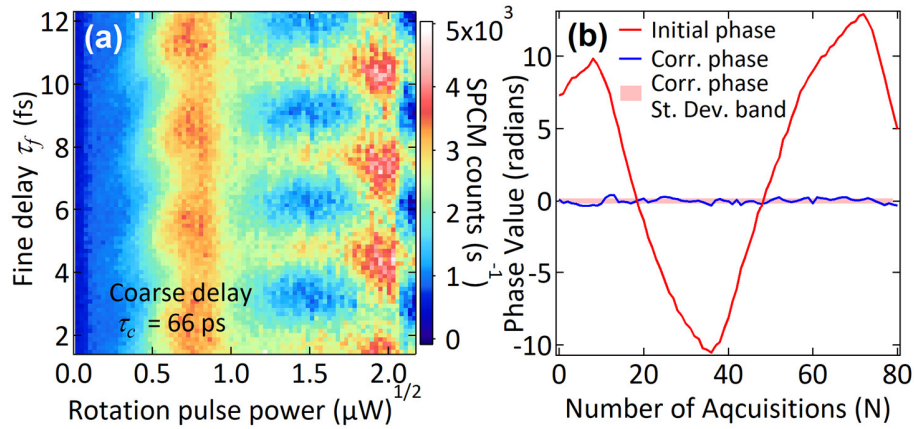 (a)
12
10
8
6
4
2
Fine delay τf (fs)
Coarse delay
τc = 66 ps
0.0
0.5
1.0
1.5
2.0
Rotation pulse power (μW)1/2
5x103
4
3
2
1
0
SPCM counts (s-1)
(b)
Initial phase
Corr. phase
Corr. phase
St. Dev. band
10
5
0
-5
-10
Phase Value (radians)
0
20
40
60
80
Number of Aqcuisitions (N)